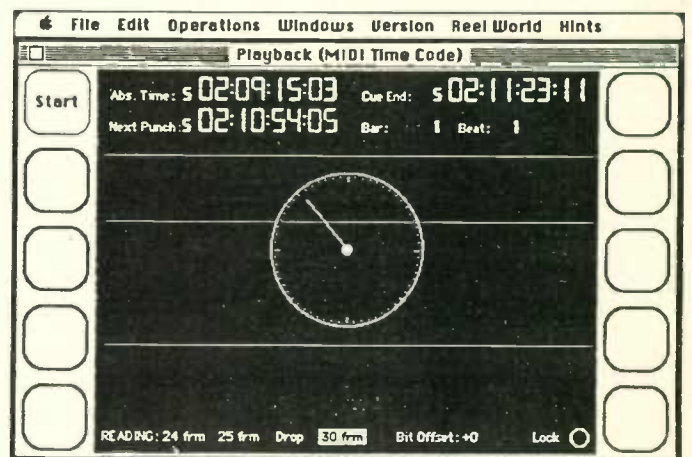 File Edit Operations Windows Version Reel World Hints
Playback (MIDI Time Code)
Start
Abs. Time: S 02:09:15:03 Cue End: S 02:11:23:11
Next Punch: S 02:10:54:05 Bar: 1 Beat: 1
READING: 24 frm 25 frm Drop 30 frm Bit Offset: +0 Lock